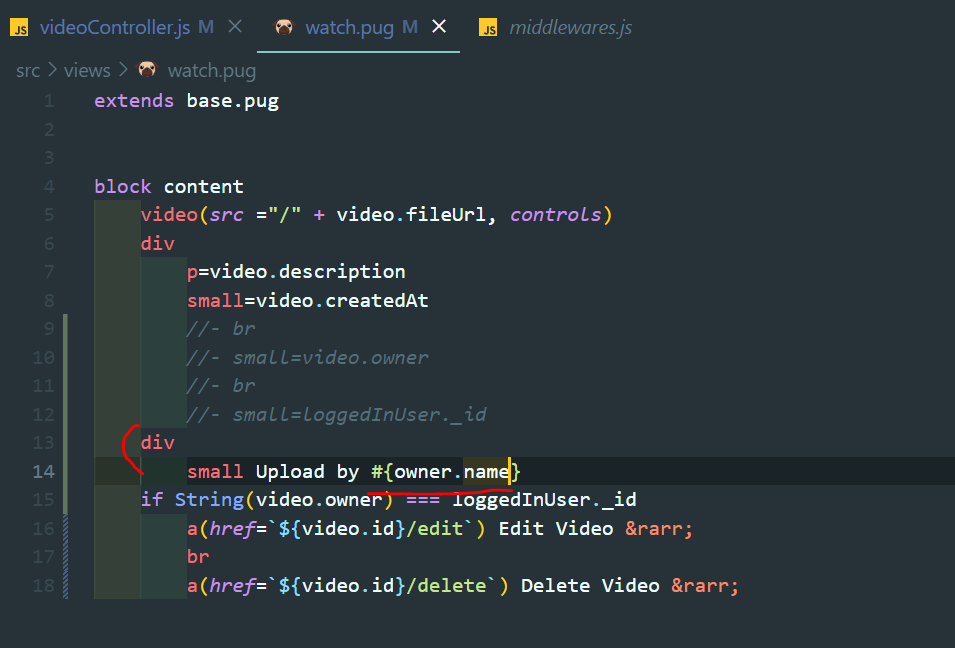 JS videoController.js M ×
watch.pug M ×
JS middlewares.js
src > views > watch.pug
1 extends base.pug
2
3
4 block content
5 video(src ="/" + video.fileUrl, controls)
6 div
7 p=video.description
8 small=video.createdAt
9 //- br
10 //- small=video.owner
11 //- br
12 //- small=loggedInUser._id
13 div
14 small Upload by #{owner.name}
15 if String(video.owner) === loggedInUser._id
16 a(href=`${video.id}/edit`) Edit Video &rarr;
17 br
18 a(href=`${video.id}/delete`) Delete Video &rarr;